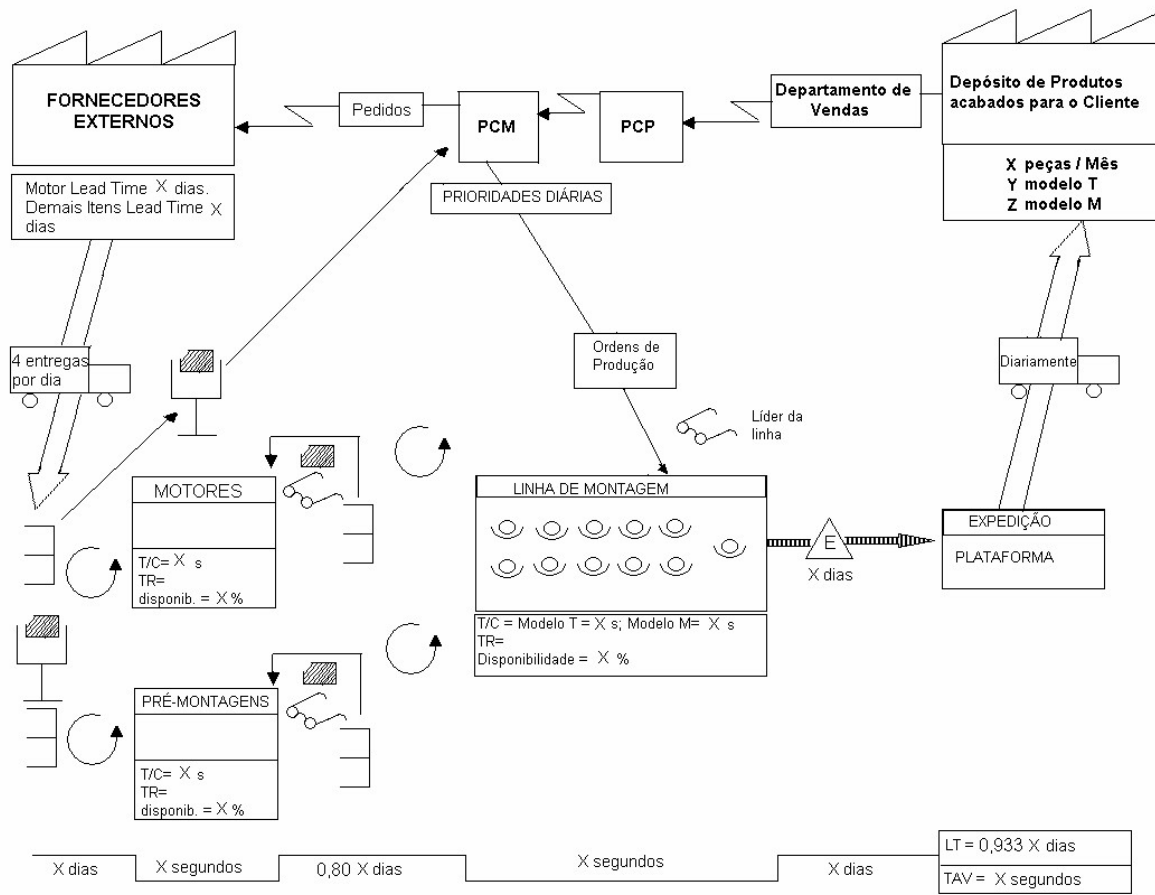 FORNECEDORES
EXTERNOS
Pedidos
PCM
PCP
Departamento de
Vendas
Depósito de Produtos
acabados para o Cliente
X peças / Mês
Y modelo T
Z modelo M
Motor Lead Time X dias.
Demais Itens Lead Time X
dias
PRIORIDADES DIÁRIAS
4 entregas
por dia
Ordens de
Produção
Diariamente
Líder da
linha
MOTORES
T/C= X s
TR=
disponib. = X %
LINHA DE MONTAGEM
T/C = Modelo T = X s; Modelo M= X s
TR=
Disponibilidade = X %
E
X dias
EXPEDIÇÃO
PLATAFORMA
PRÉ-MONTAGENS
T/C= X s
TR=
disponib. = X %
X dias
X segundos
0,80 X dias
X segundos
X dias
LT = 0,933 X dias
TAV = X segundos